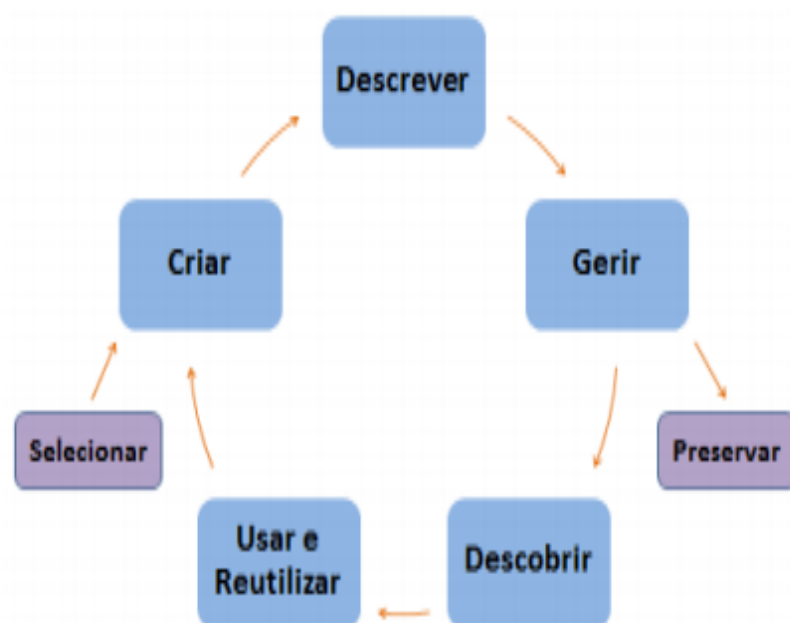 Descrever
Criar
Gerir
Selecionar
Preservar
Usar e
Reutilizar
Descobrir